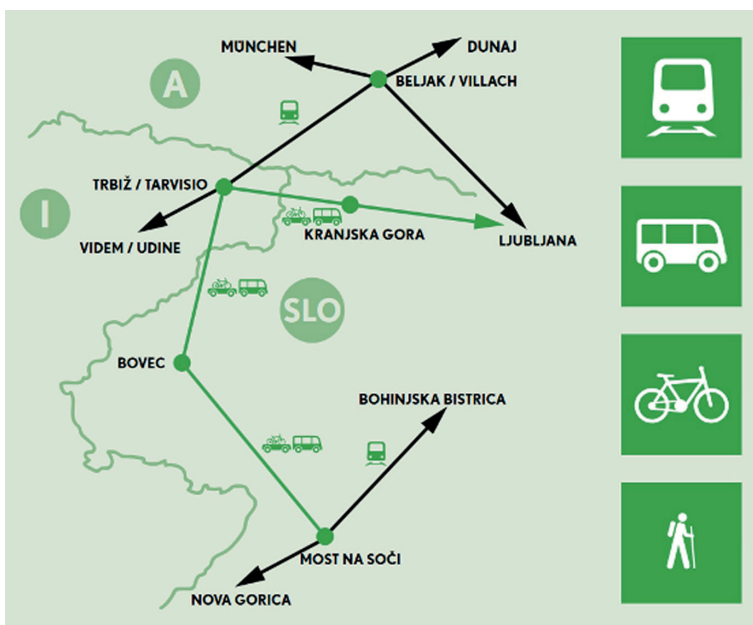 MÜNCHEN
DUNAJ
A
BELJAK / VILLACH
TRBIŽ / TARVISIO
I
VIDEM / UDINE
KRANJSKA GORA
LJUBLJANA
SLO
BOVEC
BOHINJSKA BISTRICA
MOST NA SOČI
NOVA GORICA